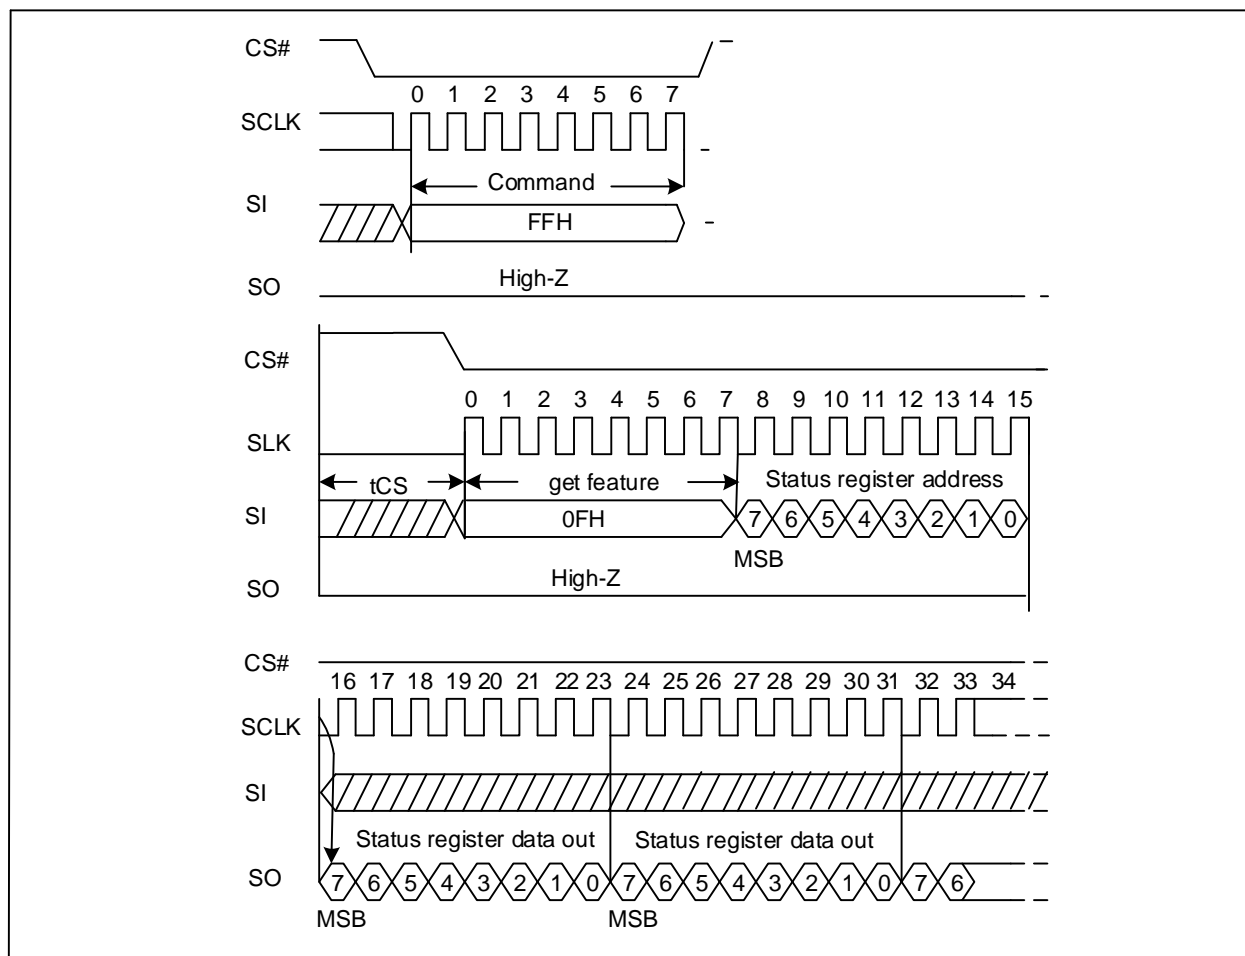 CS#
0 1 2 3 4 5 6 7
SCLK
Command
SI
FFH
High-Z
SO
CS#
0 1 2 3 4 5 6 7 8 9 10 11 12 13 14 15
SLK
tCS get feature Status register address
SI
0FH 7 6 5 4 3 2 1 0
MSB
High-Z
SO
CS#
16 17 18 19 20 21 22 23 24 25 26 27 28 29 30 31 32 33 34
SCLK
SI
Status register data out Status register data out
SO
7 6 5 4 3 2 1 0 7 6 5 4 3 2 1 0 7 6
MSB MSB